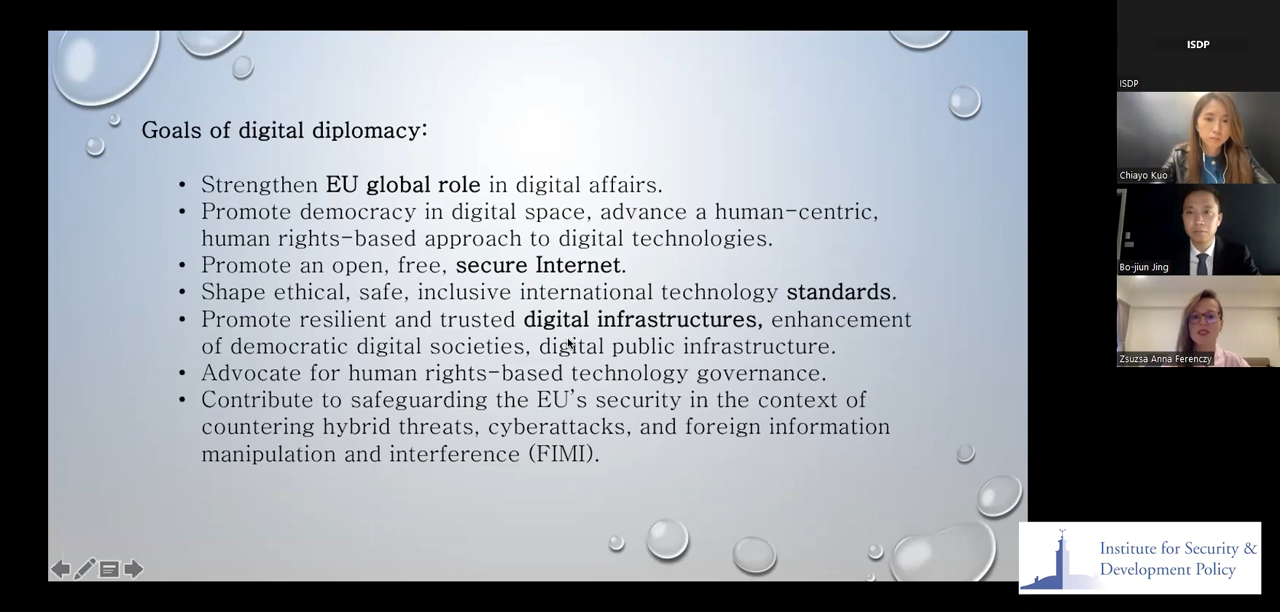 Goals of digital diplomacy:
• Strengthen EU global role in digital affairs.
• Promote democracy in digital space, advance a human-centric,
human rights-based approach to digital technologies.
• Promote an open, free, secure Internet.
• Shape ethical, safe, inclusive international technology standards.
• Promote resilient and trusted digital infrastructures, enhancement
of democratic digital societies, digital public infrastructure.
• Advocate for human rights-based technology governance.
• Contribute to safeguarding the EU's security in the context of
countering hybrid threats, cyberattacks, and foreign information
manipulation and interference (FIMI).
ISDP
ISDP
Chiayo Kuo
Bo-jiun Jing
Zsuzsa Anna Ferenczy
Institute for Security &
Development Policy